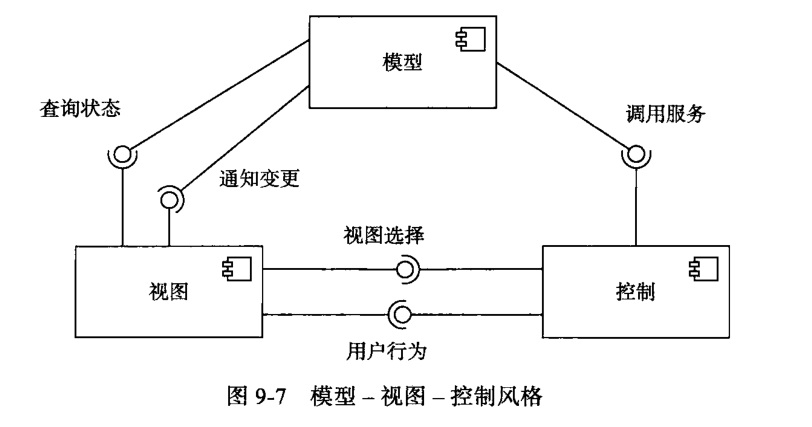 模型
查询状态
调用服务
通知变更
视图选择
视图
控制
用户行为
图 9-7 模型－视图－控制风格